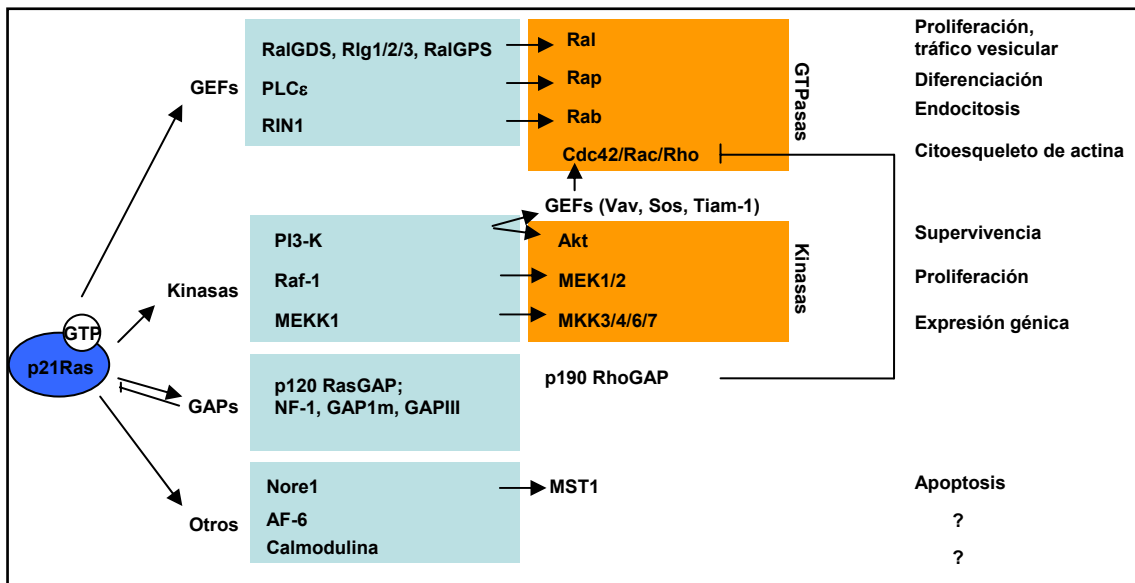 Proliferación,
tráfico vesicular
RalGDS, Rlg1/2/3, RalGPS
Ral
GEFs
PLCε
Rap
Diferenciación
RIN1
Rab
Endocitosis
GTPasas
Cdc42/Rac/Rho
Citoesqueleto de actina
GEFs (Vav, Sos, Tiam-1)
PI3-K
Akt
Supervivencia
Kinasas
Raf-1
MEK1/2
Proliferación
Kinasas
MEKK1
MKK3/4/6/7
Expresión génica
GTP
p21Ras
p120 RasGAP;
NF-1, GAP1m, GAPIII
p190 RhoGAP
GAPs
Nore1
MST1
Apoptosis
Otros
AF-6
?
Calmodulina
?